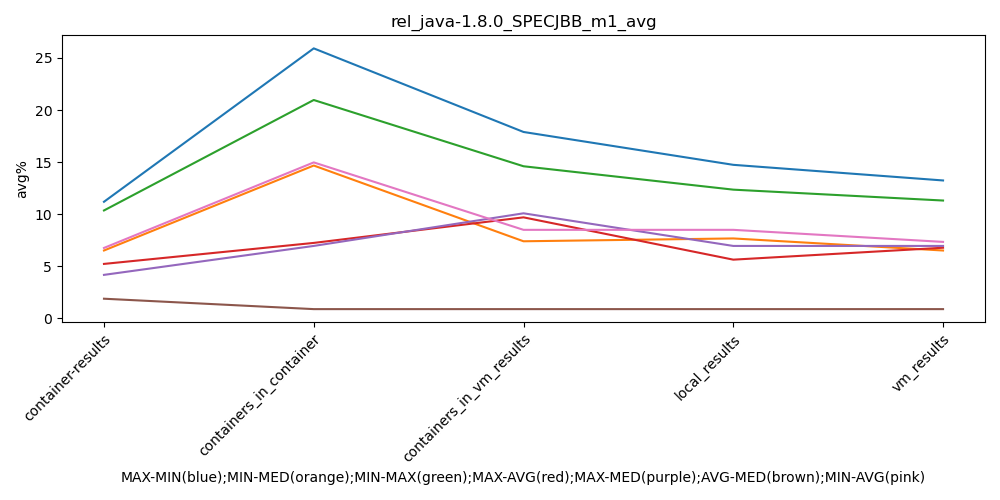 rel_java-1.8.0_SPECJBB_m1_avg
avg%
25
20
15
10
5
0
container-results
containers_in_container
containers_in_vm_results
local_results
vm_results
MAX-MIN(blue);MIN-MED(orange);MIN-MAX(green);MAX-AVG(red);MAX-MED(purple);AVG-MED(brown);MIN-AVG(pink)